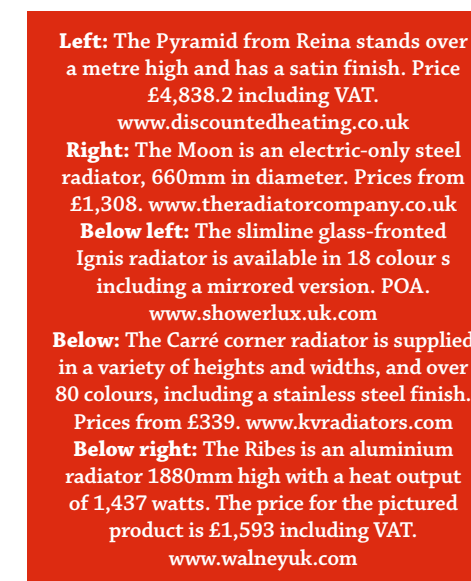 Left: The Pyramid from Reina stands over
a metre high and has a satin finish. Price
£4,838.2 including VAT.
www.discountedheating.co.uk
Right: The Moon is an electric-only steel
radiator, 660mm in diameter. Prices from
£1,308. www.theradiatorcompany.co.uk
Below left: The slimline glass-fronted
Ignis radiator is available in 18 colour s
including a mirrored version. POA.
www.showerlux.uk.com
Below: The Carré corner radiator is supplied
in a variety of heights and widths, and over
80 colours, including a stainless steel finish.
Prices from £339. www.kvradiators.com
Below right: The Ribes is an aluminium
radiator 1880mm high with a heat output
of 1,437 watts. The price for the pictured
product is £1,593 including VAT.
www.walneyuk.com